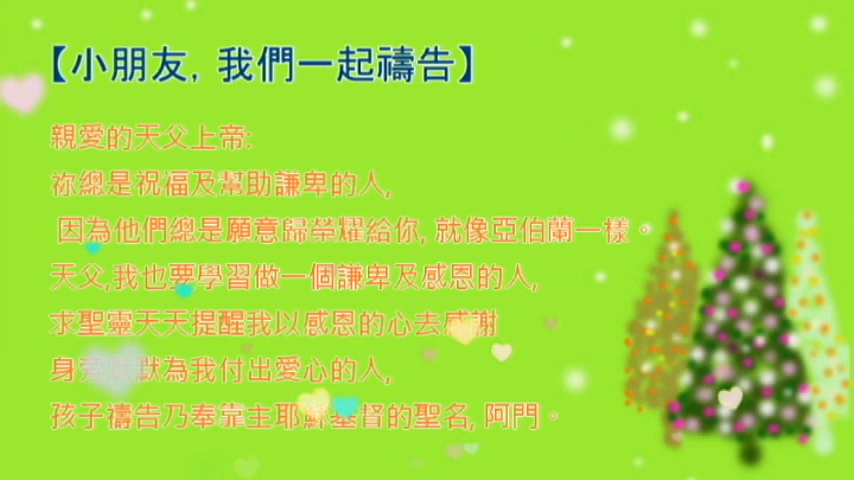 【小朋友, 我們一起禱告】
親愛的天父上帝:
祢總是祝福及幫助謙卑的人,
因為他們總是願意歸榮耀給你, 就像亞伯蘭一樣。
天父,我也要學習做一個謙卑及感恩的人,
求聖靈天天提醒我以感恩的心去感謝
身旁默默為我付出愛心的人,
孩子禱告乃奉靠主耶穌基督的聖名, 阿門。